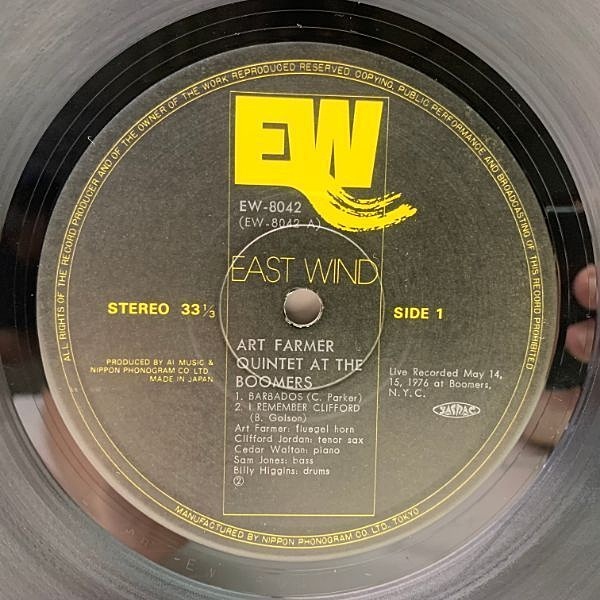 ALL RIGHTS OF THE RECORD PRODUCER AND OF THE OWNER OF THE WORK REPRODUCED RESERVED. COPYING, PUBLIC PERFORMANCE AND BROADCASTING OF THIS RECORD PROHIBITED
EW
EW-8042
(EW-8042 A)
EAST WIND
STEREO 33 1/3
SIDE 1
ART FARMER
QUINTET AT THE
BOOMERS
PRODUCED BY AI MUSIC &
NIPPON PHONOGRAM CO LTD.
MADE IN JAPAN
Live Recorded May 14,
15, 1976 at Boomers,
N.Y.C.
JASRAC
1. BARBADOS (C. Parker)
2. I REMEMBER CLIFFORD
(B. Golson)
Art Farmer: fluegel horn
Clifford Jordan: tenor sax
Cedar Walton: piano
Sam Jones: bass
Billy Higgins: drums
②
MANUFACTURED BY NIPPON PHONOGRAM CO. LTD. TOKYO